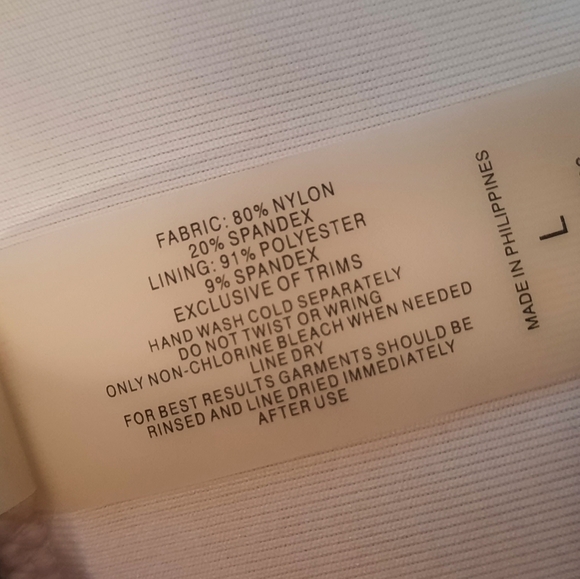 FABRIC: 80% NYLON
20% SPANDEX
LINING: 91% POLYESTER
9% SPANDEX
EXCLUSIVE OF TRIMS
HAND WASH COLD SEPARATELY
DO NOT TWIST OR WRING
ONLY NON-CHLORINE BLEACH WHEN NEEDED
LINE DRY
FOR BEST RESULTS GARMENTS SHOULD BE
RINSED AND LINE DRIED IMMEDIATELY
AFTER USE
MADE IN PHILIPPINES
L